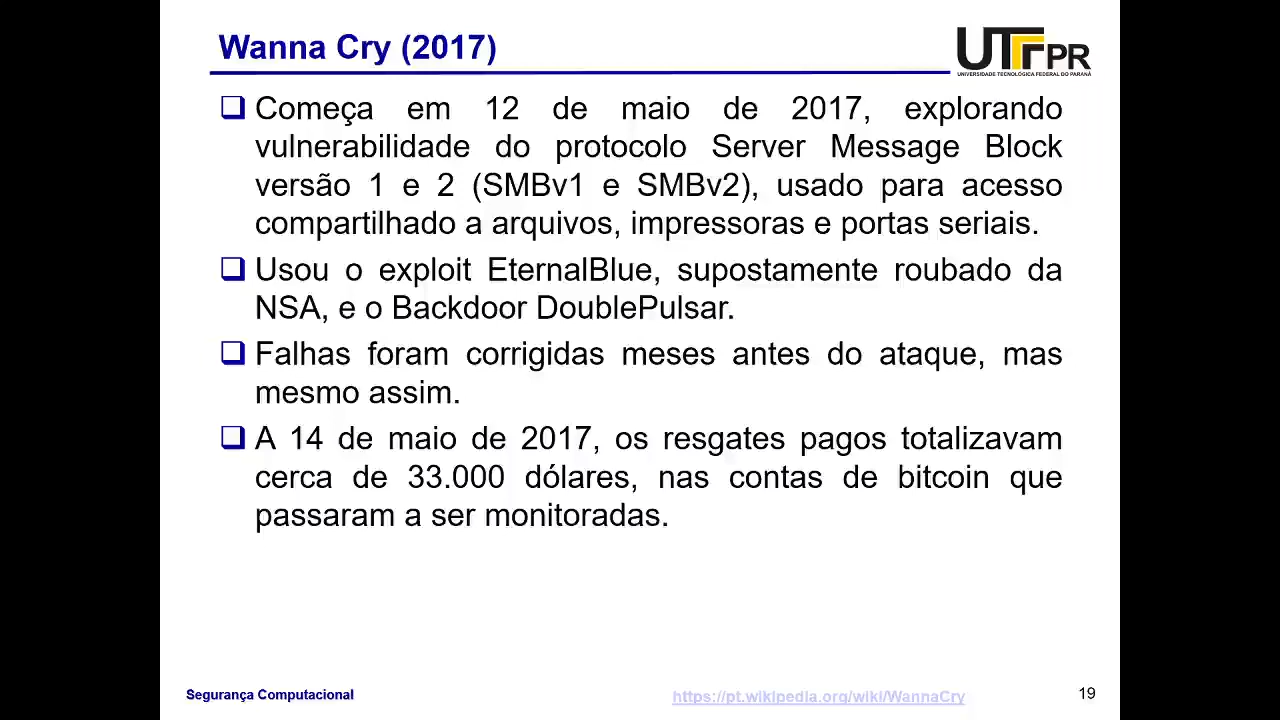 Wanna Cry (2017)
UTFPR
UNIVERSIDADE TECNOLÓGICA FEDERAL DO PARANÁ
Começa em 12 de maio de 2017, explorando
vulnerabilidade do protocolo Server Message Block
versão 1 e 2 (SMBv1 e SMBv2), usado para acesso
compartilhado a arquivos, impressoras e portas seriais.
Usou o exploit EternalBlue, supostamente roubado da
NSA, e o Backdoor DoublePulsar.
Falhas foram corrigidas meses antes do ataque, mas
mesmo assim.
A 14 de maio de 2017, os resgates pagos totalizavam
cerca de 33.000 dólares, nas contas de bitcoin que
passaram a ser monitoradas.
Segurança Computacional
https://pt.wikipedia.org/wiki/WannaCry
19